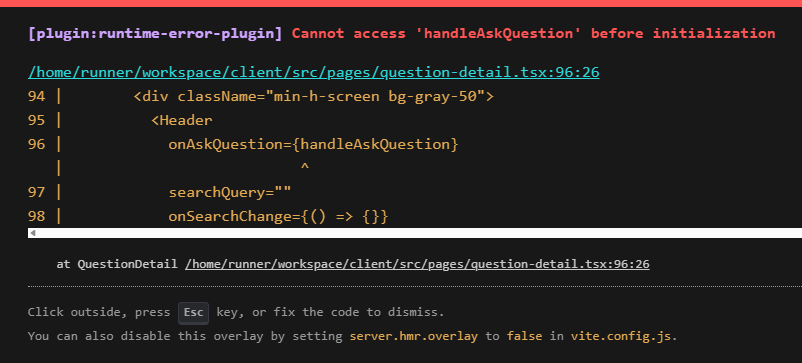 [plugin:runtime-error-plugin] Cannot access 'handleAskQuestion' before initialization
/home/runner/workspace/client/src/pages/question-detail.tsx:96:26
94 |         <div className="min-h-screen bg-gray-50">
95 |           <Header
96 |             onAskQuestion={handleAskQuestion}
   |                            ^
97 |             searchQuery=""
98 |             onSearchChange={() => {}}
at QuestionDetail /home/runner/workspace/client/src/pages/question-detail.tsx:96:26
Click outside, press Esc key, or fix the code to dismiss.
You can also disable this overlay by setting server.hmr.overlay to false in vite.config.js.